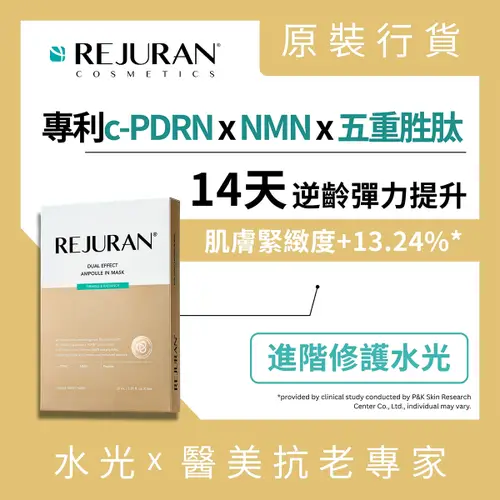 REJURAN®
COSMETICS
原裝行貨
專利c-PDRN x NMN x 五重胜肽
14天 逆齡彈力提升
肌膚緊緻度+13.24%*
REJURAN®
DUAL EFFECT
AMPOULE IN MASK
進階修護水光
*provided by clinical study conducted by P&K Skin Research
Center Co., Ltd., individual may vary.
水光 x 醫美抗老專家